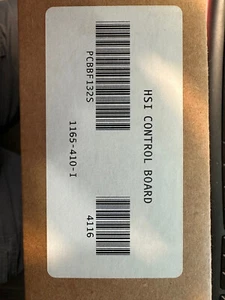 HSI CONTROL BOARD
PCBBF132S
1165-410-I
4116